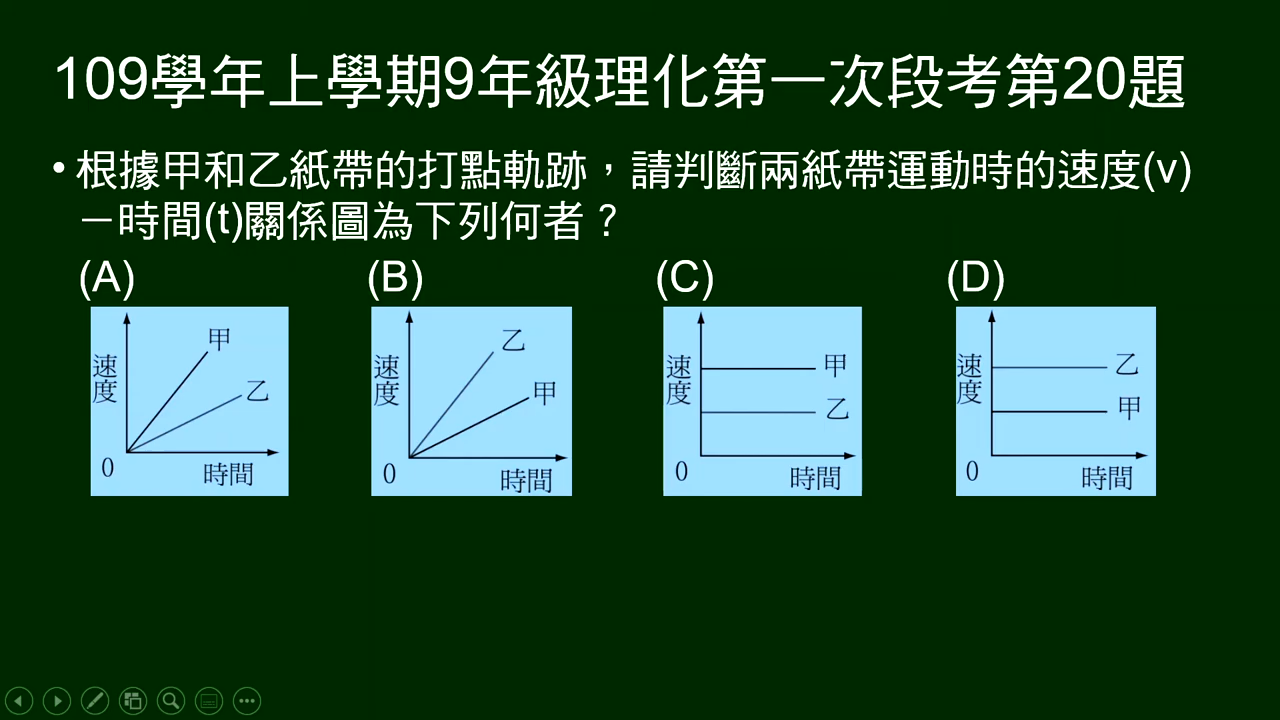 109學年上學期9年級理化第一次段考第20題
• 根據甲和乙紙帶的打點軌跡，請判斷兩紙帶運動時的速度(v)
－時間(t)關係圖為下列何者？
(A) (B) (C) (D)
速度 甲 乙 0 時間
速度 乙 甲 0 時間
速度 甲 乙 0 時間
速度 乙 甲 0 時間